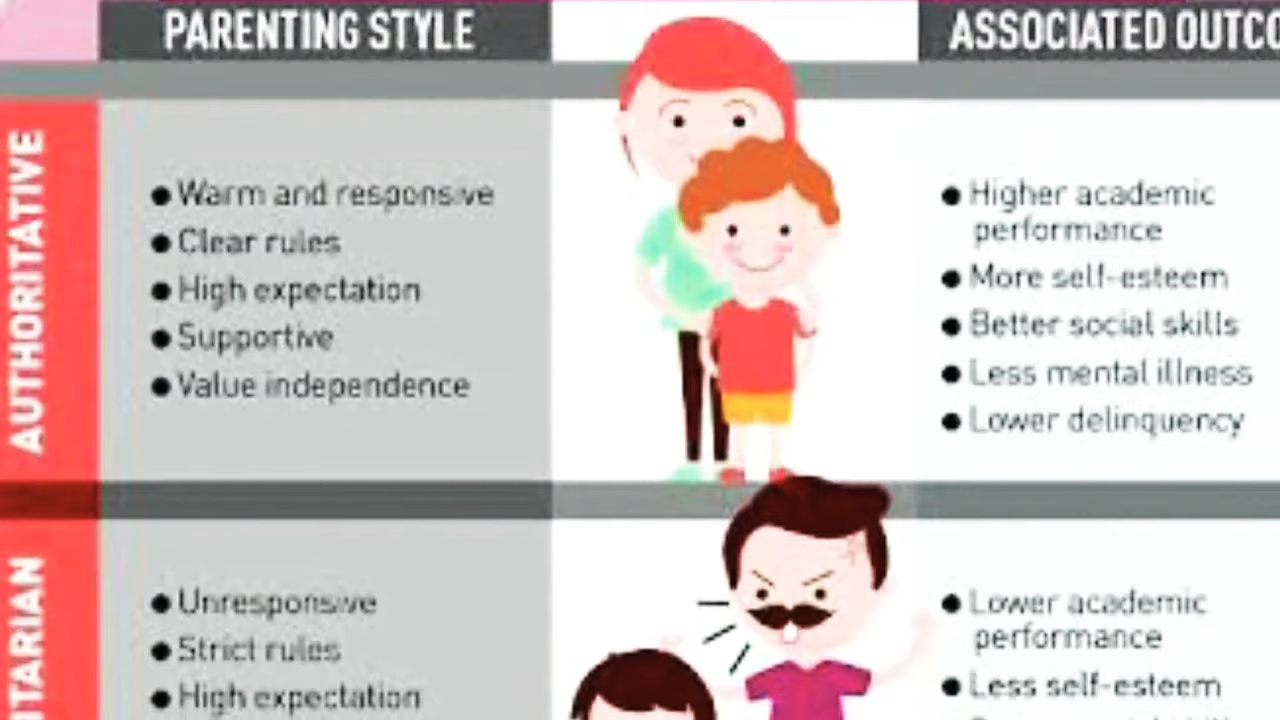 PARENTING STYLE
ASSOCIATED
AUTHORITATIVE
● Warm and responsive
● Clear rules
● High expectation
● Supportive
● Value independence
● Higher academic
performance
● More self-esteem
● Better social skills
● Less mental illness
● Lower delinquency
● Unresponsive
● Strict rules
● High expectation
● Lower academic
performance
● Less self-esteem